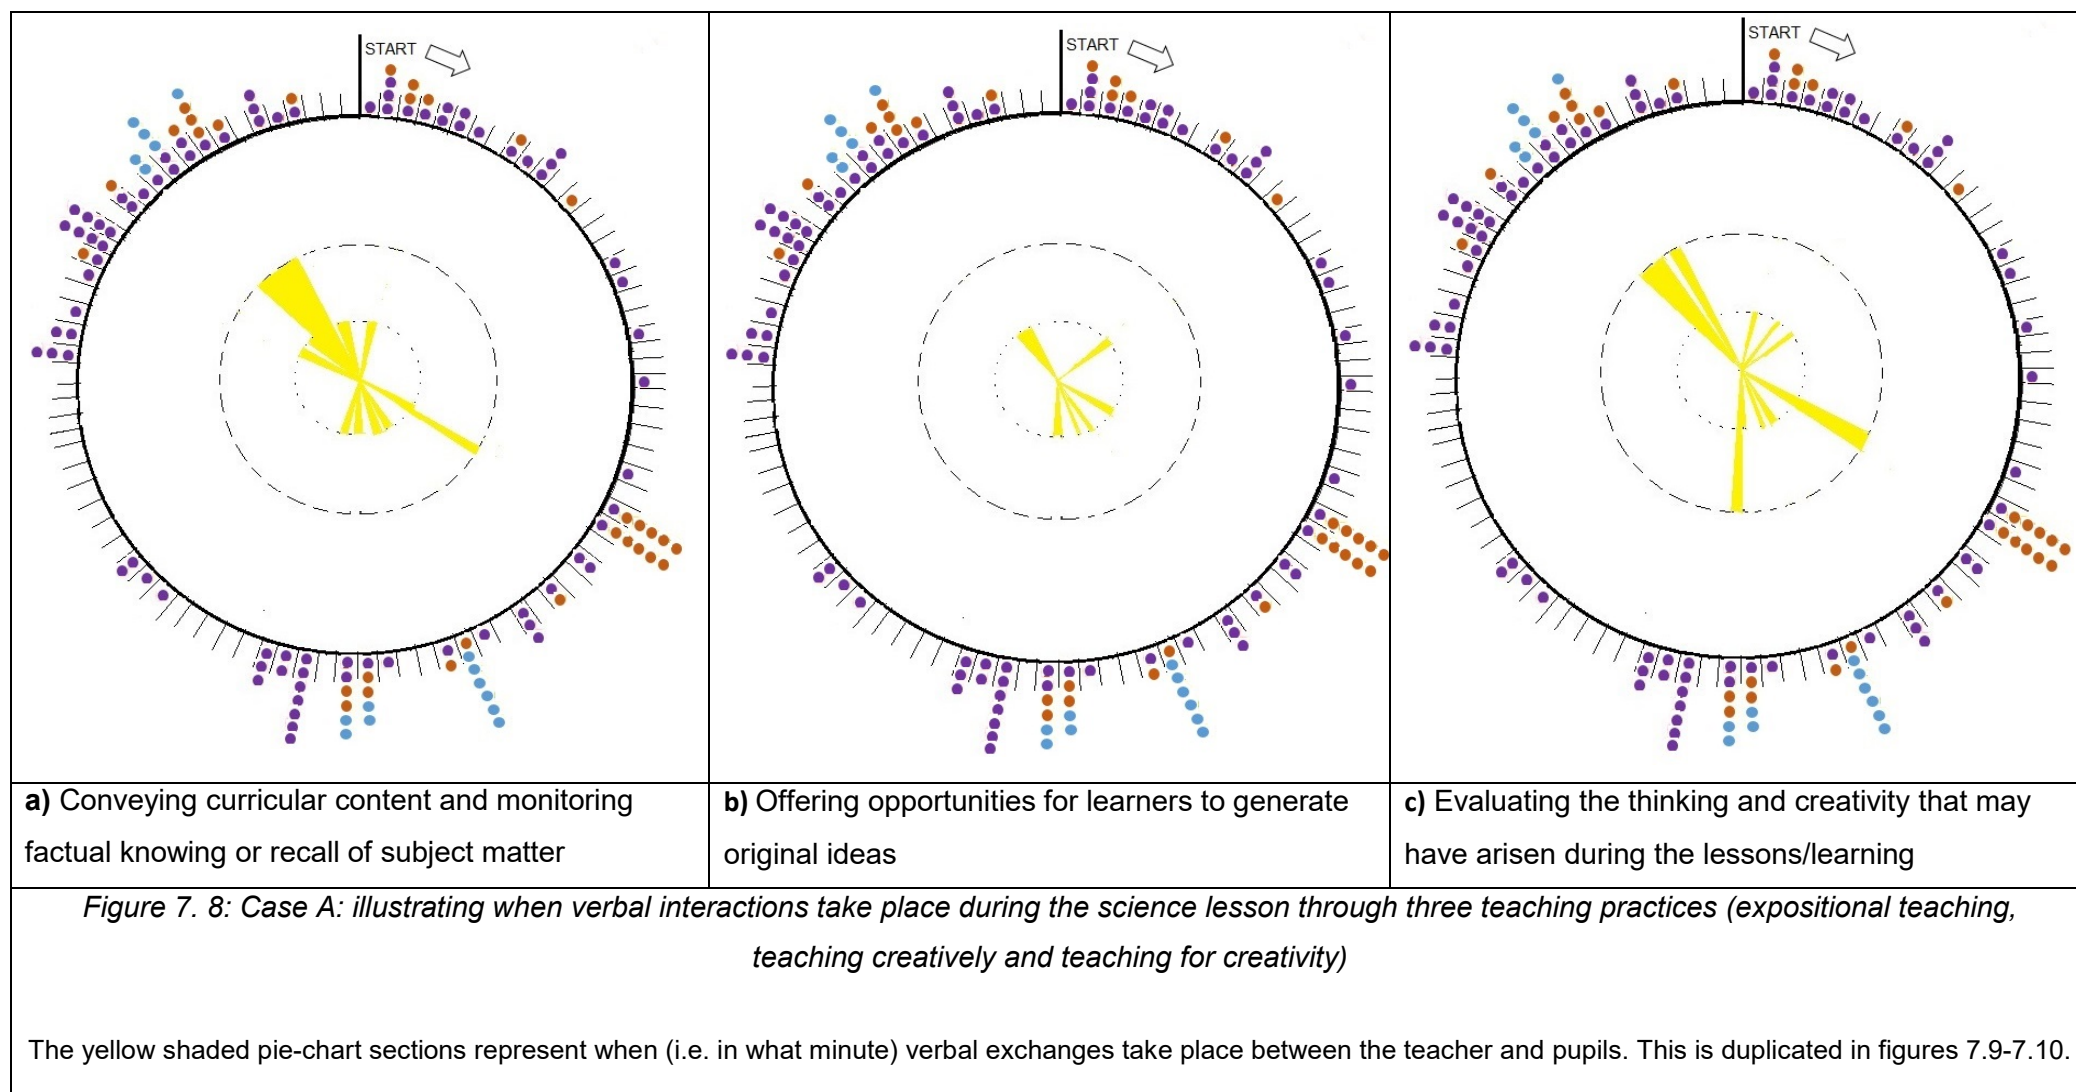 START
START
START
a) Conveying curricular content and monitoring
factual knowing or recall of subject matter
b) Offering opportunities for learners to generate
original ideas
c) Evaluating the thinking and creativity that may
have arisen during the lessons/learning
Figure 7. 8: Case A: illustrating when verbal interactions take place during the science lesson through three teaching practices (expositional teaching,
teaching creatively and teaching for creativity)
The yellow shaded pie-chart sections represent when (i.e. in what minute) verbal exchanges take place between the teacher and pupils. This is duplicated in figures 7.9-7.10.